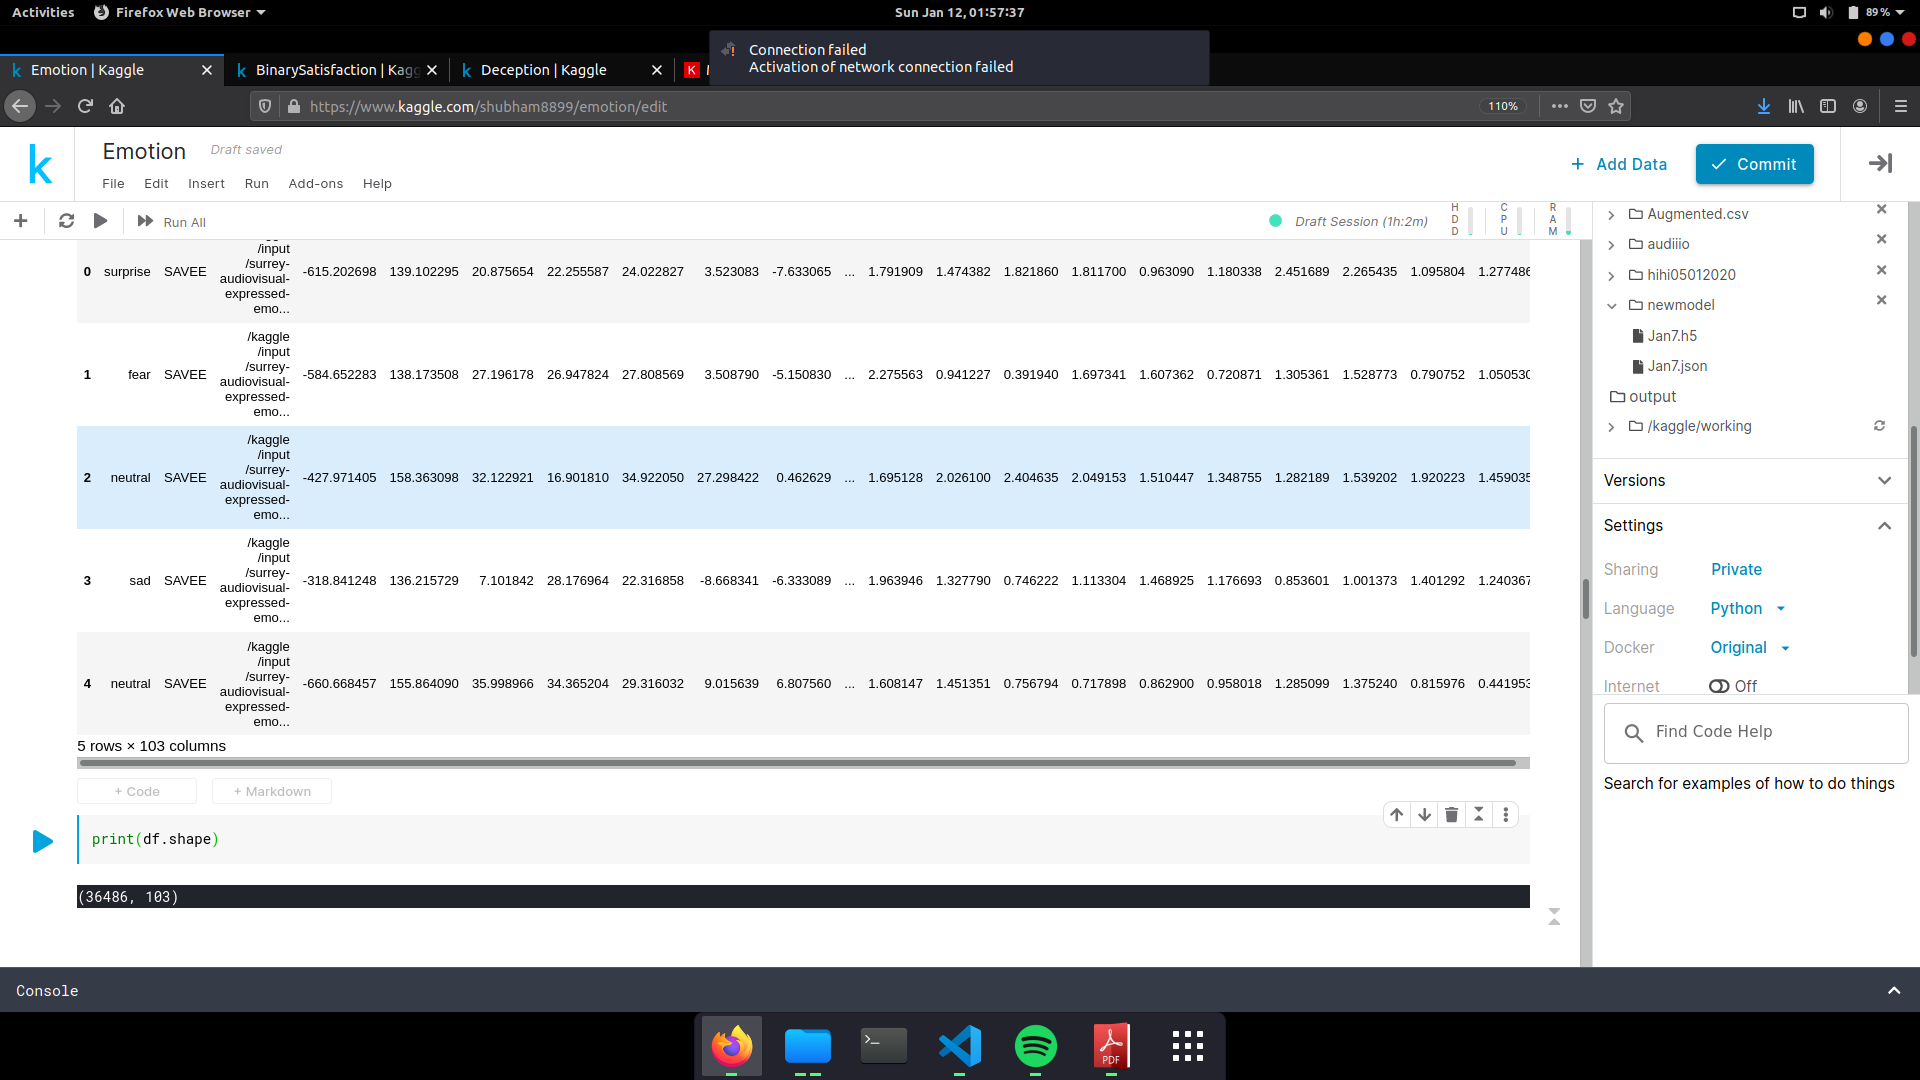 Activities Firefox Web Browser Sun Jan 12, 01:57:37 89 %
Connection failed
Activation of network connection failed
Emotion | Kaggle BinarySatisfaction | Kagg Deception | Kaggle
https://www.kaggle.com/shubham8899/emotion/edit 110%
Emotion Draft saved
File Edit Insert Run Add-ons Help
+ Add Data Commit
Run All Draft Session (1h:2m) HDD CPU RAM
/input
/surrey-
0 surprise SAVEE audiovisual- -615.202698 139.102295 20.875654 22.255587 24.022827 3.523083 -7.633065 ... 1.791909 1.474382 1.821860 1.811700 0.963090 1.180338 2.451689 2.265435 1.095804 1.277486
expressed-
emo...
/kaggle
/input
/surrey-
1 fear SAVEE audiovisual- -584.652283 138.173508 27.196178 26.947824 27.808569 3.508790 -5.150830 ... 2.275563 0.941227 0.391940 1.697341 1.607362 0.720871 1.305361 1.528773 0.790752 1.050530
expressed-
emo...
/kaggle
/input
/surrey-
2 neutral SAVEE audiovisual- -427.971405 158.363098 32.122921 16.901810 34.922050 27.298422 0.462629 ... 1.695128 2.026100 2.404635 2.049153 1.510447 1.348755 1.282189 1.539202 1.920223 1.459035
expressed-
emo...
/kaggle
/input
/surrey-
3 sad SAVEE audiovisual- -318.841248 136.215729 7.101842 28.176964 22.316858 -8.668341 -6.333089 ... 1.963946 1.327790 0.746222 1.113304 1.468925 1.176693 0.853601 1.001373 1.401292 1.240367
expressed-
emo...
/kaggle
/input
/surrey-
4 neutral SAVEE audiovisual- -660.668457 155.864090 35.998966 34.365204 29.316032 9.015639 6.807560 ... 1.608147 1.451351 0.756794 0.717898 0.862900 0.958018 1.285099 1.375240 0.815976 0.441953
expressed-
emo...
5 rows × 103 columns
+ Code + Markdown
print(df.shape)
(36486, 103)
Augmented.csv
audiiio
hihi05012020
newmodel
Jan7.h5
Jan7.json
output
/kaggle/working
Versions
Settings
Sharing Private
Language Python
Docker Original
Internet Off
Find Code Help
Search for examples of how to do things
Console
PDF